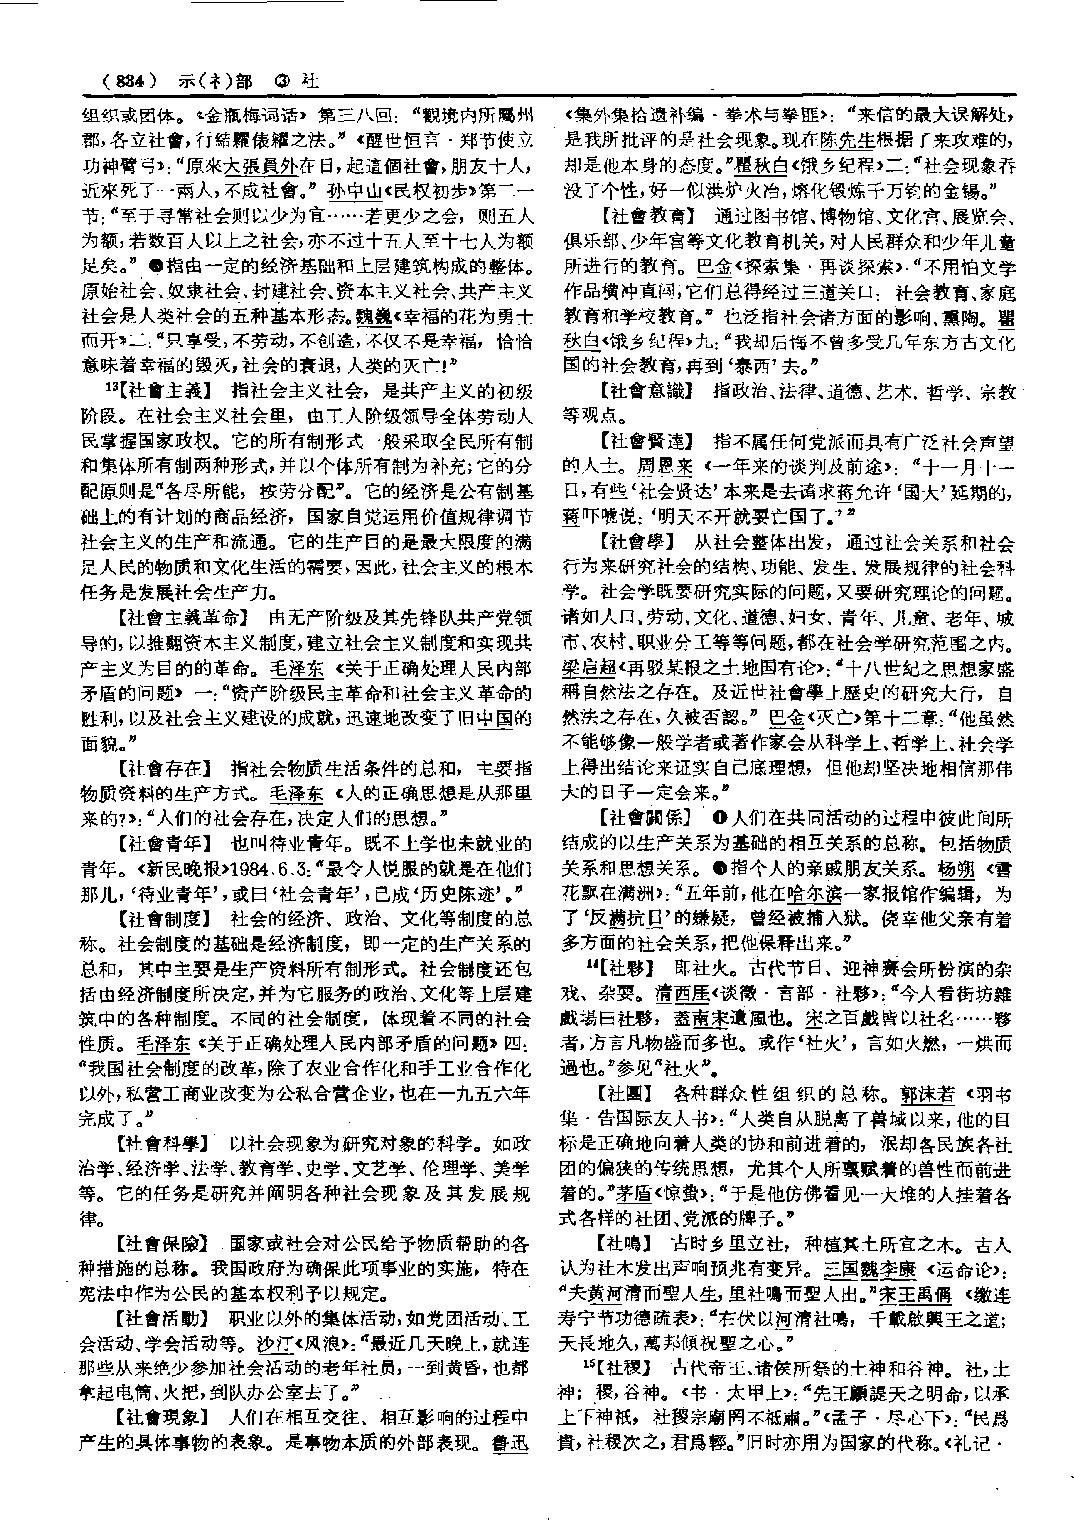 (834) 示(礻)部 ③ 社
组织或团体。《金瓶梅词话》第三八回：“觀境内所屬州
郡，各立社會，行結糶俵糴之法。”《醒世恒言·郑节使立
功神臂弓》：“原來大張員外在日，起這個社會，朋友十人，
近來死了一兩人，不成社會。”孙中山《民权初步》第二一
节：“至于寻常社会则以少为宜……若更少之会，则五人
为额；若数百人以上之社会，亦不过十五人至十七人为额
足矣。”❸指由一定的经济基础和上层建筑构成的整体。
原始社会、奴隶社会、封建社会、资本主义社会、共产主义
社会是人类社会的五种基本形态。魏巍《幸福的花为勇士
而开》二：“只享受，不劳动，不创造，不仅不是幸福，恰恰
意味着幸福的毁灭，社会的衰退，人类的灭亡！”
¹³【社會主義】 指社会主义社会，是共产主义的初级
阶段。在社会主义社会里，由工人阶级领导全体劳动人
民掌握国家政权。它的所有制形式一般采取全民所有制
和集体所有制两种形式，并以个体所有制为补充；它的分
配原则是“各尽所能，按劳分配”。它的经济是公有制基
础上的有计划的商品经济，国家自觉运用价值规律调节
社会主义的生产和流通。它的生产目的是最大限度的满
足人民的物质和文化生活的需要，因此，社会主义的根本
任务是发展社会生产力。
【社會主義革命】 由无产阶级及其先锋队共产党领
导的，以推翻资本主义制度，建立社会主义制度和实现共
产主义为目的的革命。毛泽东《关于正确处理人民内部
矛盾的问题》一：“资产阶级民主革命和社会主义革命的
胜利，以及社会主义建设的成就，迅速地改变了旧中国的
面貌。”
【社會存在】 指社会物质生活条件的总和，主要指
物质资料的生产方式。毛泽东《人的正确思想是从那里
来的？》：“人们的社会存在，决定人们的思想。”
【社會青年】 也叫待业青年。既不上学也未就业的
青年。《新民晚报》1984.6.3：“最令人悦服的就是在他们
那儿，‘待业青年’，或曰‘社会青年’，已成‘历史陈迹’。”
【社會制度】 社会的经济、政治、文化等制度的总
称。社会制度的基础是经济制度，即一定的生产关系的
总和，其中主要是生产资料所有制形式。社会制度还包
括由经济制度所决定，并为它服务的政治、文化等上层建
筑中的各种制度。不同的社会制度，体现着不同的社会
性质。毛泽东《关于正确处理人民内部矛盾的问题》四：
“我国社会制度的改革，除了农业合作化和手工业合作化
以外，私营工商业改变为公私合营企业，也在一九五六年
完成了。”
【社會科學】 以社会现象为研究对象的科学。如政
治学、经济学、法学、教育学、史学、文艺学、伦理学、美学
等。它的任务是研究并阐明各种社会现象及其发展规
律。
【社會保險】 国家或社会对公民给予物质帮助的各
种措施的总称。我国政府为确保此项事业的实施，特在
宪法中作为公民的基本权利予以规定。
【社會活動】 职业以外的集体活动，如党团活动、工
会活动、学会活动等。沙汀《风浪》：“最近几天晚上，就连
那些从来绝少参加社会活动的老年社员，一到黄昏，也都
拿起电筒、火把，到队办公室去了。”
【社會現象】 人们在相互交往、相互影响的过程中
产生的具体事物的表象。是事物本质的外部表现。鲁迅
《集外集拾遗补编·拳术与拳匪》：“来信的最大误解处，
是我所批评的是社会现象。现在陈先生根据了来攻难的，
却是他本身的态度。”瞿秋白《饿乡纪程》二：“社会现象吞
没了个性，好一似洪炉火冶，熔化锻炼千万钧的金锡。”
【社會教育】 通过图书馆、博物馆、文化宫、展览会、
俱乐部、少年宫等文化教育机关，对人民群众和少年儿童
所进行的教育。巴金《探索集·再谈探索》：“不用怕文学
作品横冲直闯；它们总得经过三道关口：社会教育、家庭
教育和学校教育。”也泛指社会诸方面的影响、熏陶。瞿
秋白《饿乡纪程》九：“我却后悔不曾多受几年东方古文化
国的社会教育，再到‘泰西’去。”
【社會意識】 指政治、法律、道德、艺术、哲学、宗教
等观点。
【社會賢達】 指不属任何党派而具有广泛社会声望
的人士。周恩来《一年来的谈判及前途》：“十一月十一
日，有些‘社会贤达’本来是去请求蒋允许‘国大’延期的，
蒋吓唬说：‘明天不开就要亡国了。’”
【社會學】 从社会整体出发，通过社会关系和社会
行为来研究社会的结构、功能、发生、发展规律的社会科
学。社会学既要研究实际的问题，又要研究理论的问题。
诸如人口、劳动、文化、道德、妇女、青年、儿童、老年、城
市、农村、职业分工等等问题，都在社会学研究范围之内。
梁启超《再驳某报之土地国有论》：“十八世纪之思想家盛
稱自然法之存在。及近世社會學上歷史的研究大行，自
然法之存在，久被否認。”巴金《灭亡》第十二章：“他虽然
不能够像一般学者或著作家会从科学上、哲学上、社会学
上得出结论来证实自己底理想，但他却坚决地相信那伟
大的日子一定会来。”
【社會關係】 ❶人们在共同活动的过程中彼此间所
结成的以生产关系为基础的相互关系的总称。包括物质
关系和思想关系。❷指个人的亲戚朋友关系。杨朔《雪
花飘在满洲》：“五年前，他在哈尔滨一家报馆作编辑，为
了‘反满抗日’的嫌疑，曾经被捕入狱。侥幸他父亲有着
多方面的社会关系，把他保释出来。”
¹⁴【社夥】 即社火。古代节日、迎神赛会所扮演的杂
戏、杂耍。清西厓《谈徵·言部·社夥》：“今人看街坊雜
戲場曰社夥，蓋南宋遺風也。宋之百戲皆以社名……夥
者，方言凡物盛而多也。或作‘社火’，言如火燃，一烘而
過也。”参见“社火”。
【社團】 各种群众性组织的总称。郭沫若《羽书
集·告国际友人书》：“人类自从脱离了兽域以来，他的目
标是正确地向着人类的协和前进着的，泯却各民族各社
团的偏狭的传统思想，尤其个人所禀赋着的兽性而前进
着的。”茅盾《惊蛰》：“于是他仿佛看见一大堆的人挂着各
式各样的社团、党派的牌子。”
【社鳴】 古时乡里立社，种植其土所宜之木。古人
认为社木发出声响预兆有变异。三国魏李康《运命论》：
“夫黄河清而聖人生，里社鳴而聖人出。”宋王禹偁《缴连
寿宁节功德疏表》：“右伏以河清社鳴，千載啟興王之道；
天長地久，萬邦傾祝聖之心。”
¹⁵【社稷】 古代帝王、诸侯所祭的土神和谷神。社，土
神；稷，谷神。《书·太甲上》：“先王顧諟天之明命，以承
上下神祇，社稷宗廟罔不祗肅。”《孟子·尽心下》：“民爲
貴，社稷次之，君爲輕。”旧时亦用为国家的代称。《礼记·